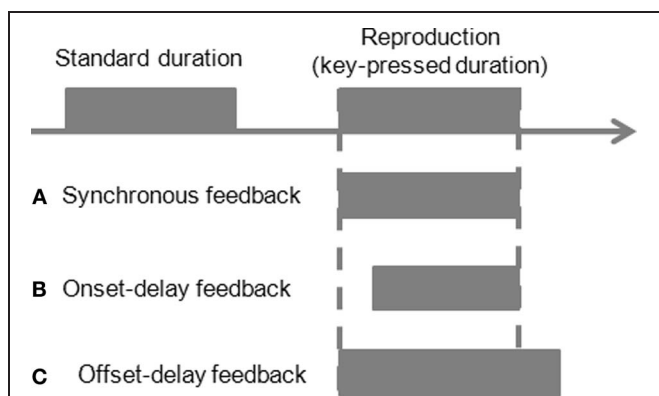 Reproduction
Standard duration
(key-pressed duration)
A Synchronous feedback
B Onset-delay feedback
C Offset-delay feedback